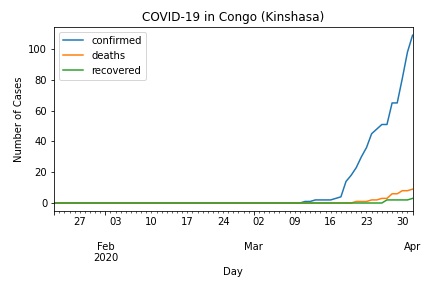 COVID-19 in Congo (Kinshasa)
confirmed
deaths
recovered
Number of Cases
100
80
60
40
20
0
27 03 10 17 24 02 09 16 23 30
Feb Mar Apr
2020
Day